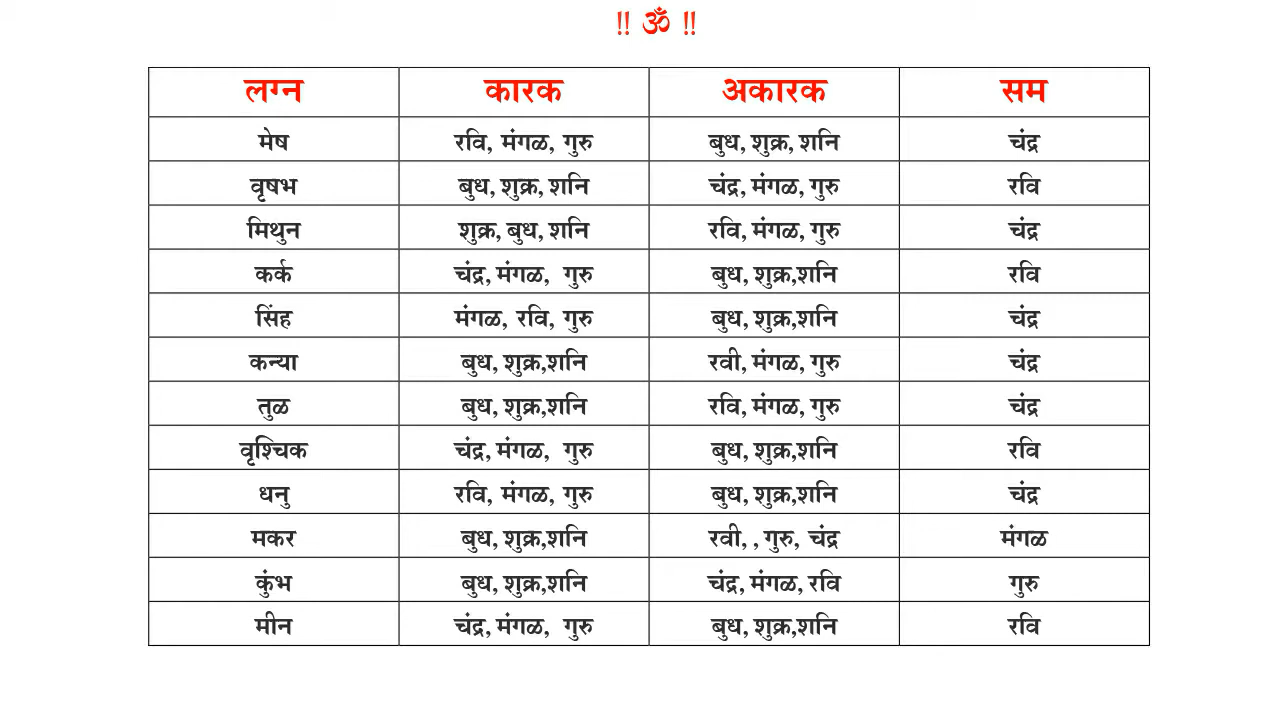 !! ॐ !!
लग्न कारक अकारक सम
मेष रवि, मंगळ, गुरु बुध, शुक्र, शनि चंद्र
वृषभ बुध, शुक्र, शनि चंद्र, मंगळ, गुरु रवि
मिथुन शुक्र, बुध, शनि रवि, मंगळ, गुरु चंद्र
कर्क चंद्र, मंगळ, गुरु बुध, शुक्र,शनि रवि
सिंह मंगळ, रवि, गुरु बुध, शुक्र,शनि चंद्र
कन्या बुध, शुक्र,शनि रवी, मंगळ, गुरु चंद्र
तुळ बुध, शुक्र,शनि रवि, मंगळ, गुरु चंद्र
वृश्चिक चंद्र, मंगळ, गुरु बुध, शुक्र,शनि रवि
धनु रवि, मंगळ, गुरु बुध, शुक्र,शनि चंद्र
मकर बुध, शुक्र,शनि रवी, , गुरु, चंद्र मंगळ
कुंभ बुध, शुक्र,शनि चंद्र, मंगळ, रवि गुरु
मीन चंद्र, मंगळ, गुरु बुध, शुक्र,शनि रवि